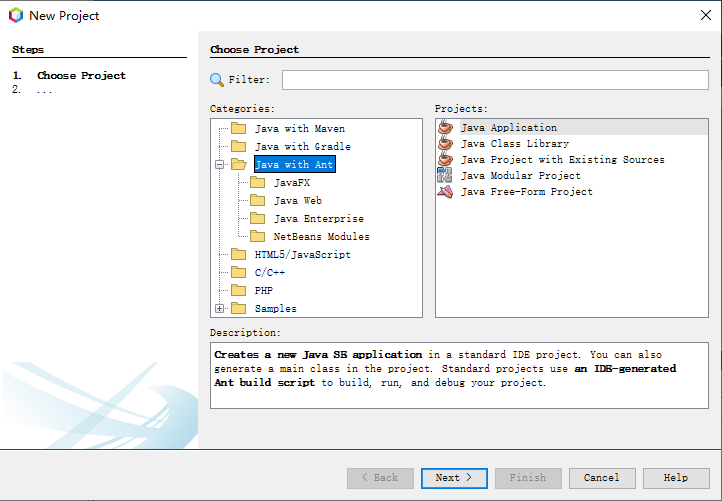 New Project
Steps
1. Choose Project
2. ...
Choose Project
Filter:
Categories:
Java with Maven
Java with Gradle
Java with Ant
JavaFX
Java Web
Java Enterprise
NetBeans Modules
HTML5/JavaScript
C/C++
PHP
Samples
Projects:
Java Application
Java Class Library
Java Project with Existing Sources
Java Modular Project
Java Free-Form Project
Description:
Creates a new Java SE application in a standard IDE project. You can also
generate a main class in the project. Standard projects use an IDE-generated
Ant build script to build, run, and debug your project.
< Back
Next >
Finish
Cancel
Help